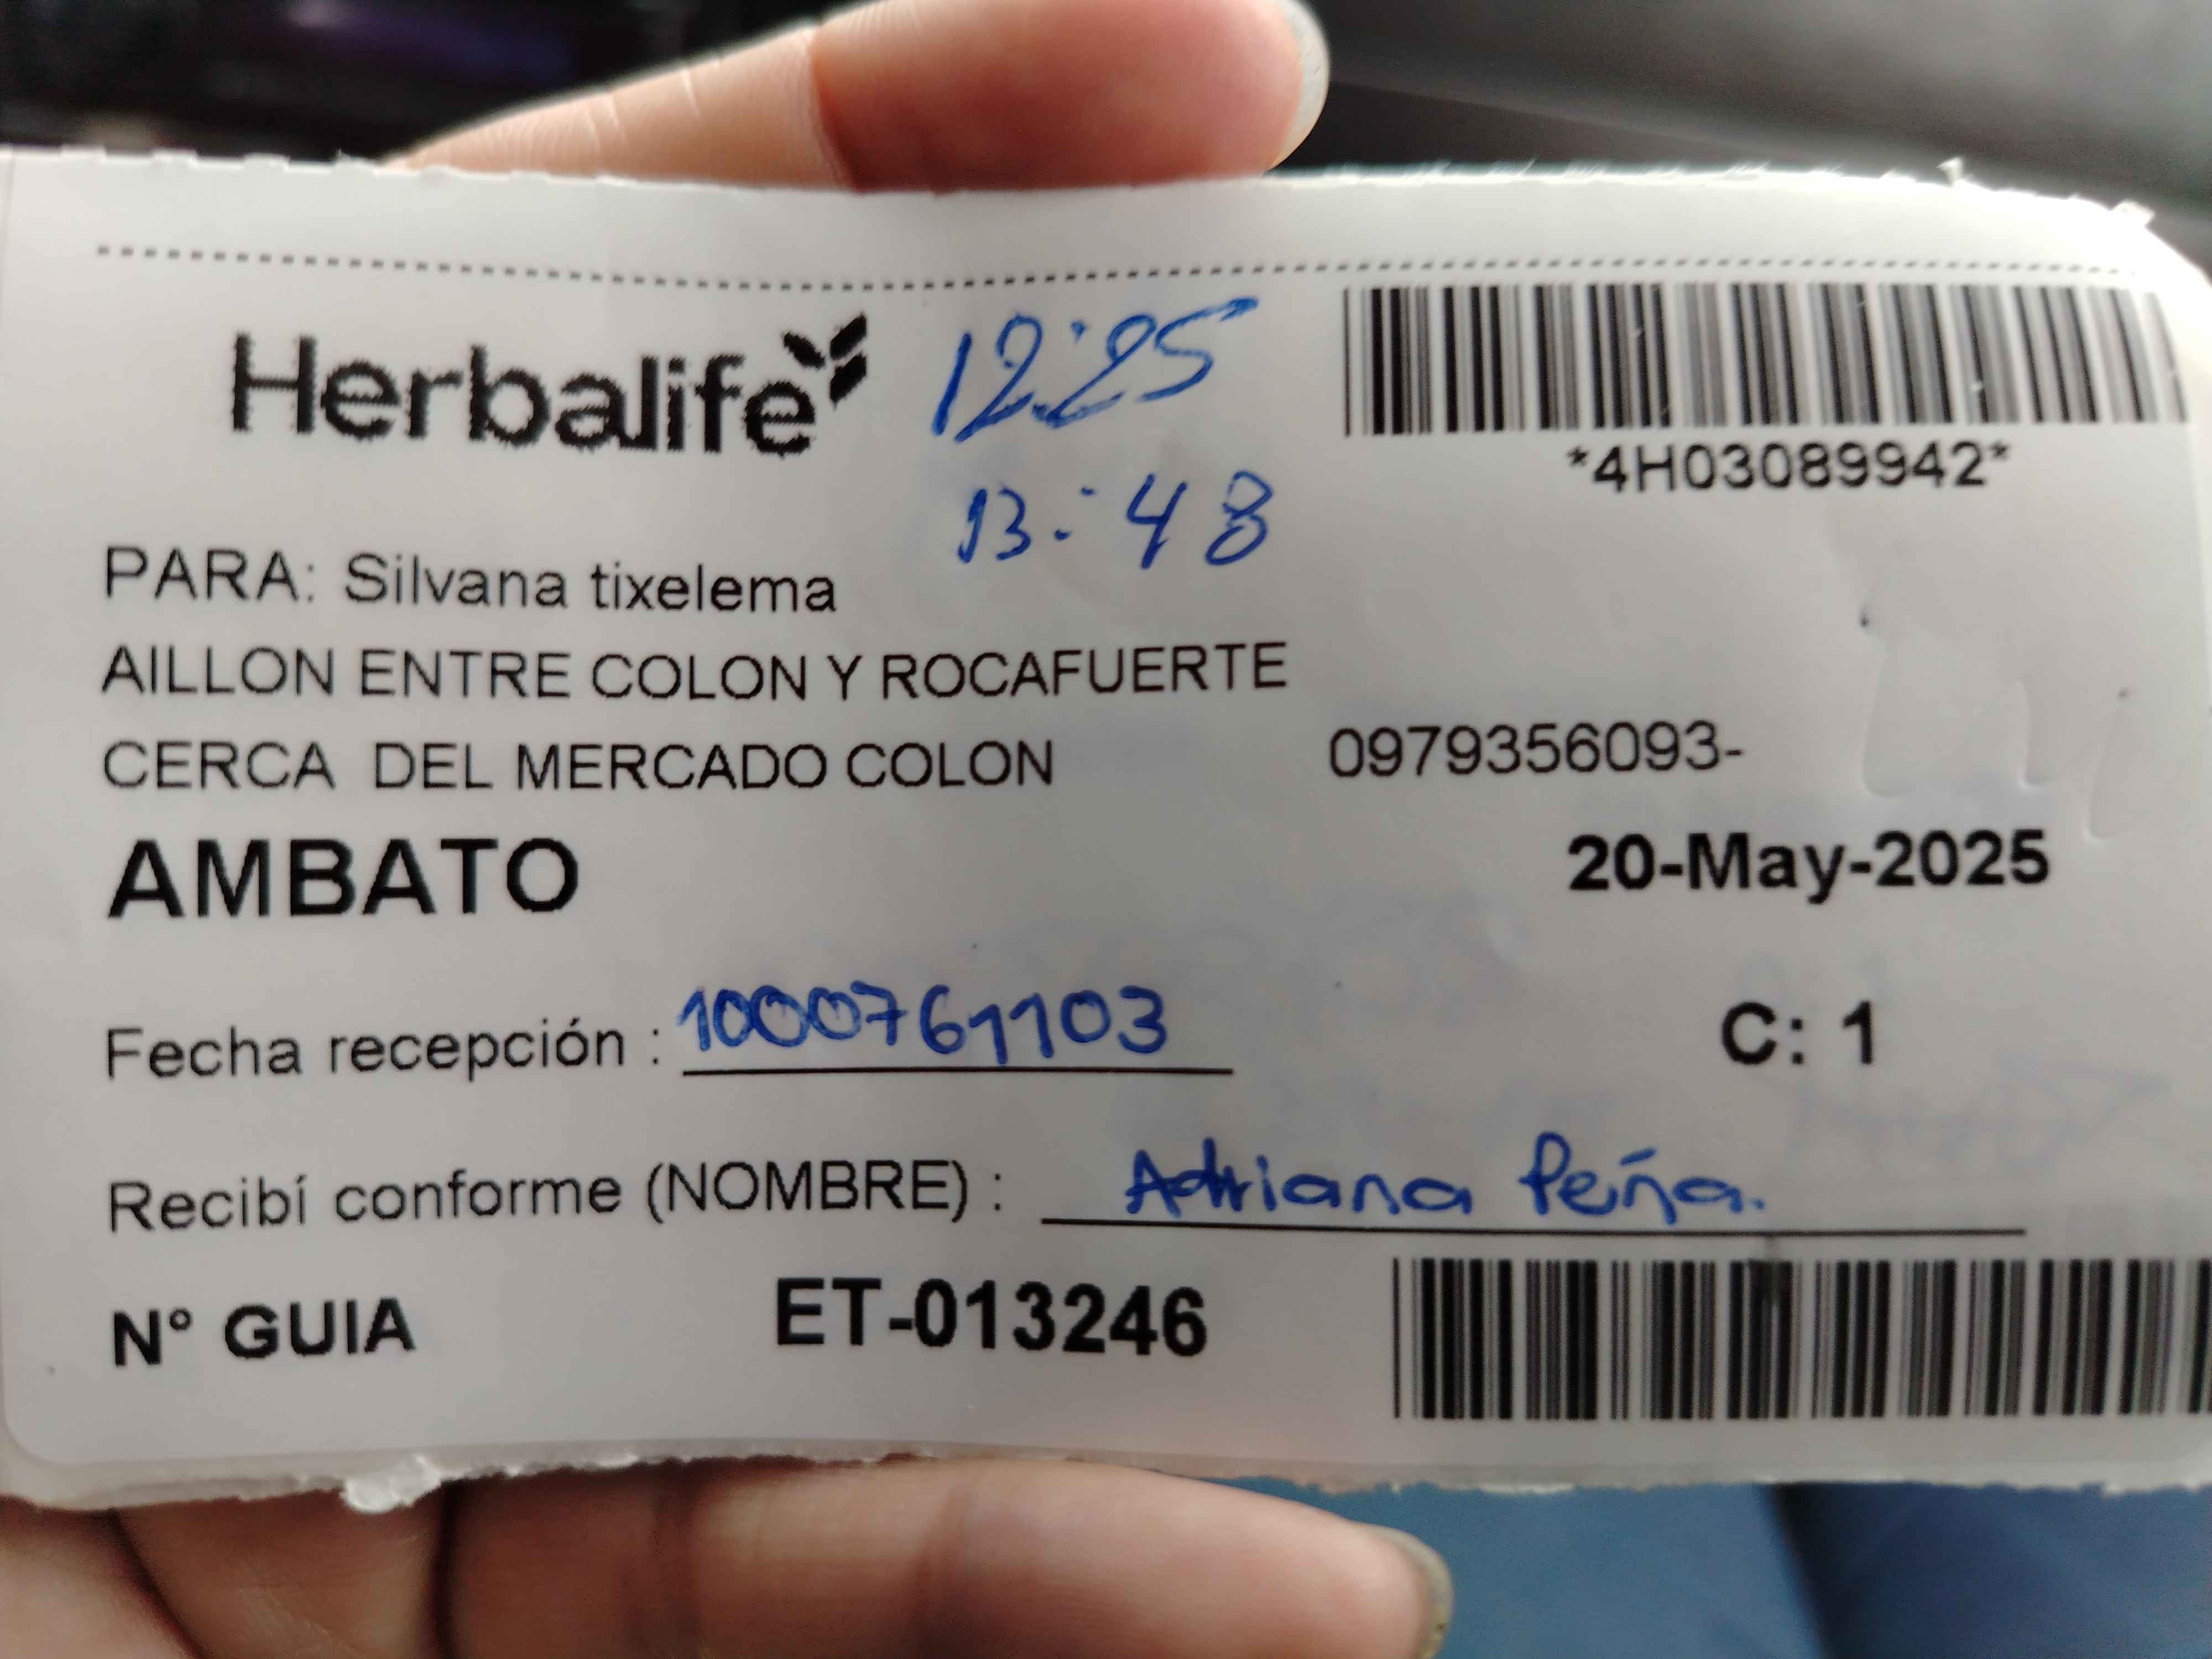 Herbalife
12:25
*4H03089942*
13:48
PARA: Silvana tixelema
AILLON ENTRE COLON Y ROCAFUERTE
CERCA DEL MERCADO COLON 0979356093-
AMBATO
20-May-2025
Fecha recepción : 1000761103
C: 1
Recibí conforme (NOMBRE) : Adriana Peña.
N° GUIA ET-013246